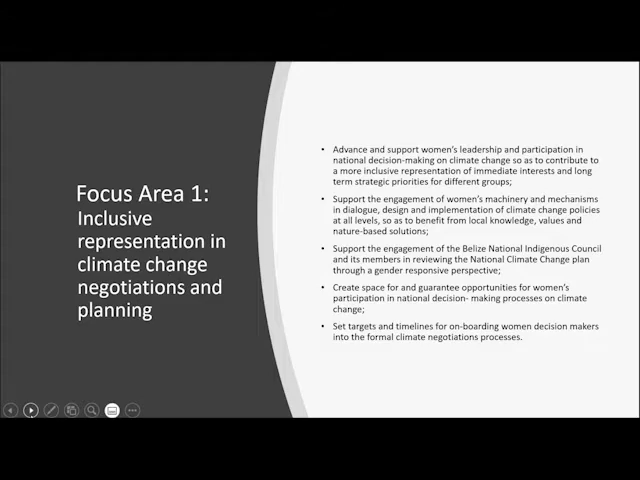 Focus Area 1:
Inclusive
representation in
climate change
negotiations and
planning
• Advance and support women's leadership and participation in
national decision-making on climate change so as to contribute to
a more inclusive representation of immediate interests and long
term strategic priorities for different groups;
• Support the engagement of women's machinery and mechanisms
in dialogue, design and implementation of climate change policies
at all levels, so as to benefit from local knowledge, values and
nature-based solutions;
• Support the engagement of the Belize National Indigenous Council
and its members in reviewing the National Climate Change plan
through a gender responsive perspective;
• Create space for and guarantee opportunities for women's
participation in national decision- making processes on climate
change;
• Set targets and timelines for on-boarding women decision makers
into the formal climate negotiations processes.